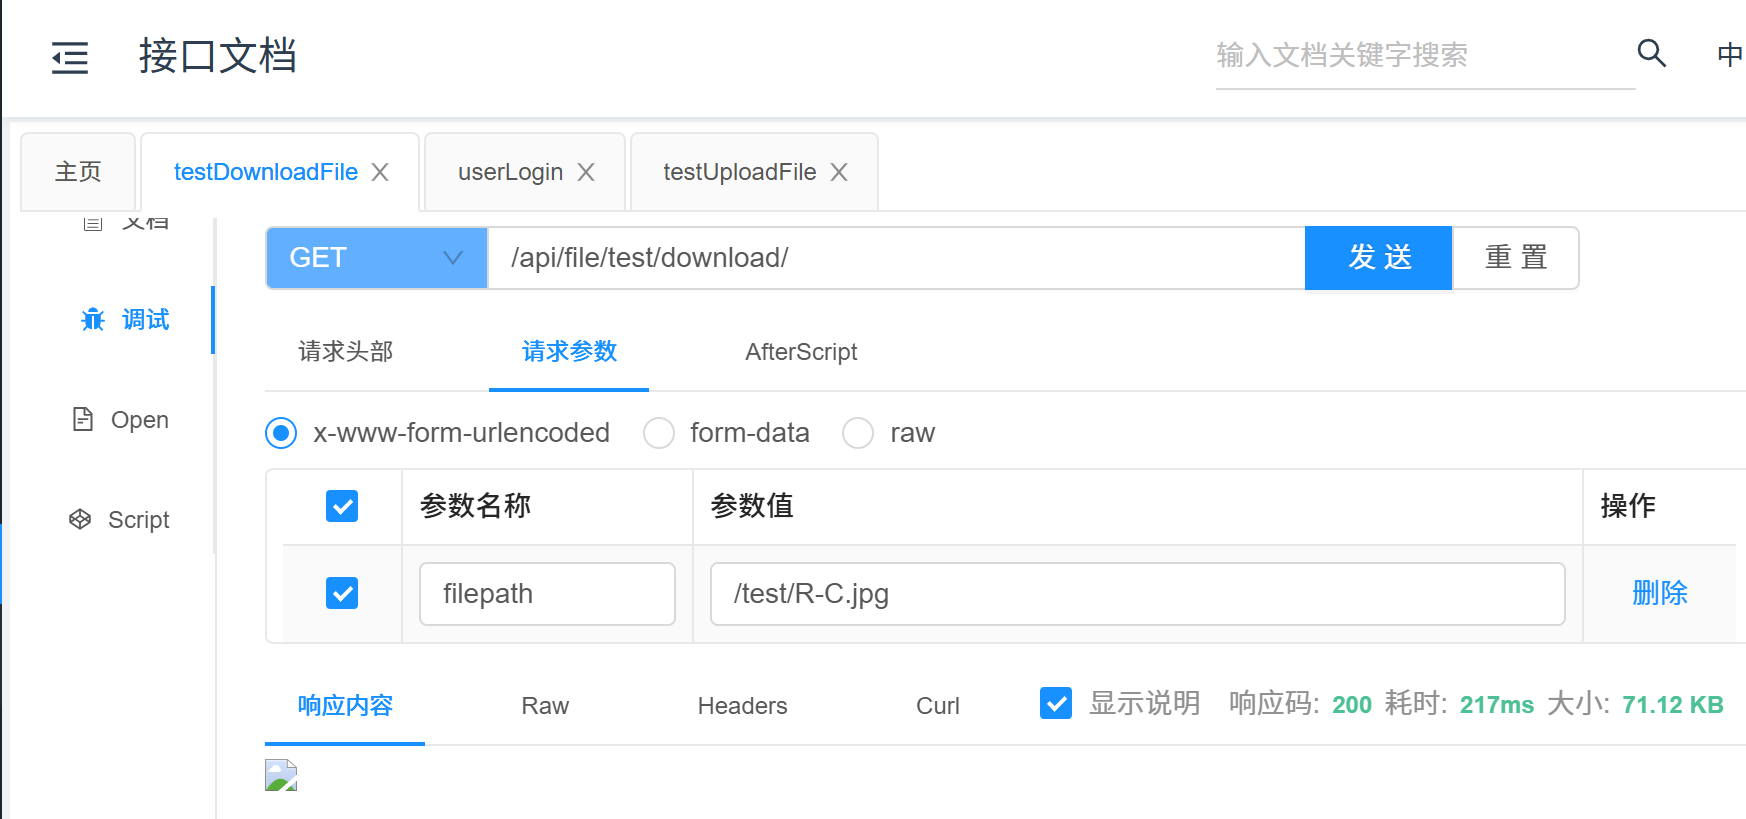 接口文档
输入文档关键字搜索
中
主页
testDownloadFile
userLogin
testUploadFile
文档
GET
/api/file/test/download/
发 送
重 置
调试
请求头部
请求参数
AfterScript
Open
x-www-form-urlencoded
form-data
raw
参数名称
参数值
操作
Script
filepath
/test/R-C.jpg
删除
响应内容
Raw
Headers
Curl
显示说明
响应码: 200 耗时: 217ms 大小: 71.12 KB